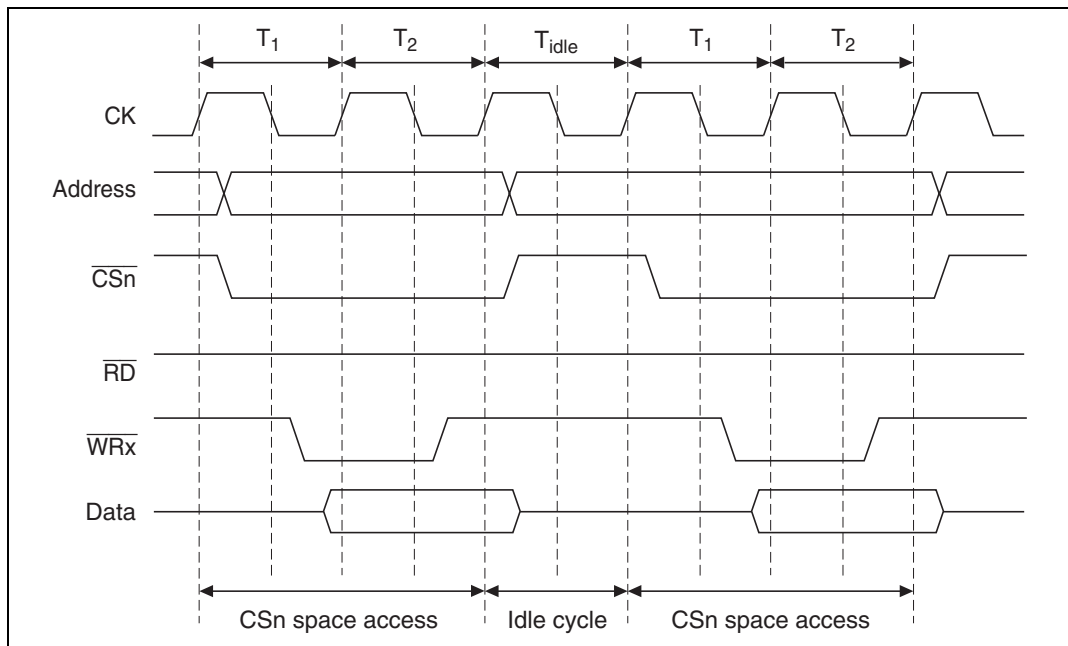 T1 T2 Tidle T1 T2
CK
Address
CSn
RD
WRx
Data
CSn space access Idle cycle CSn space access